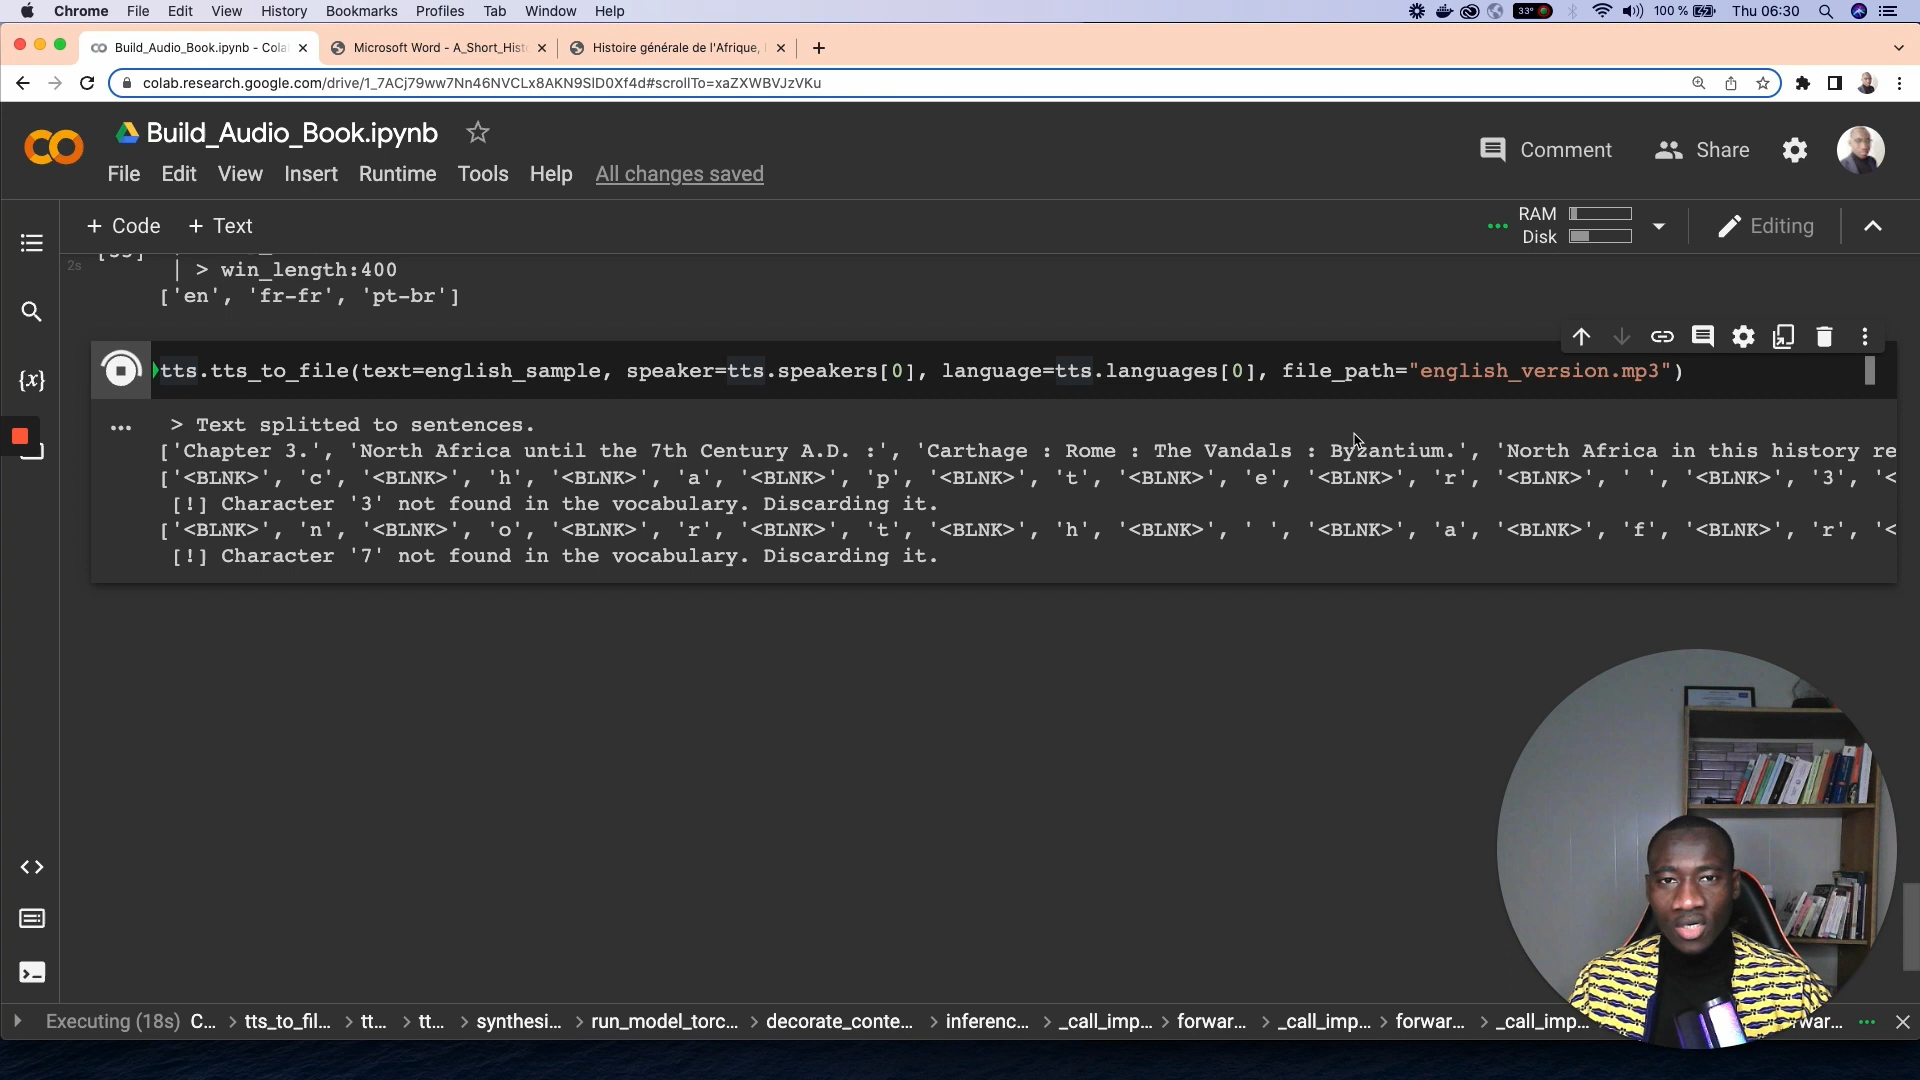 Chrome File Edit View History Bookmarks Profiles Tab Window Help 33° 100 % Thu 06:30
Build_Audio_Book.ipynb - Cola Microsoft Word - A_Short_Hist Histoire générale de l'Afrique,
colab.research.google.com/drive/1_7ACj79ww7Nn46NVCLx8AKN9SlD0Xf4d#scrollTo=xaZXWBVJzVKu
Build_Audio_Book.ipynb
Comment Share
File Edit View Insert Runtime Tools Help All changes saved
+ Code + Text RAM Disk Editing
2s
| > win_length:400
['en', 'fr-fr', 'pt-br']
tts.tts_to_file(text=english_sample, speaker=tts.speakers[0], language=tts.languages[0], file_path="english_version.mp3")
> Text splitted to sentences.
['Chapter 3.', 'North Africa until the 7th Century A.D. :', 'Carthage : Rome : The Vandals : Byzantium.', 'North Africa in this history re
['<BLNK>', 'c', '<BLNK>', 'h', '<BLNK>', 'a', '<BLNK>', 'p', '<BLNK>', 't', '<BLNK>', 'e', '<BLNK>', 'r', '<BLNK>', ' ', '<BLNK>', '3', '<
[!] Character '3' not found in the vocabulary. Discarding it.
['<BLNK>', 'n', '<BLNK>', 'o', '<BLNK>', 'r', '<BLNK>', 't', '<BLNK>', 'h', '<BLNK>', ' ', '<BLNK>', 'a', '<BLNK>', 'f', '<BLNK>', 'r', '<
[!] Character '7' not found in the vocabulary. Discarding it.
Executing (18s) C... > tts_to_fil... > tt... > tt... > synthesi... > run_model_torc... > decorate_conte... > inferenc... > _call_imp... > forwar... > _call_imp... > forwar... > _call_imp...